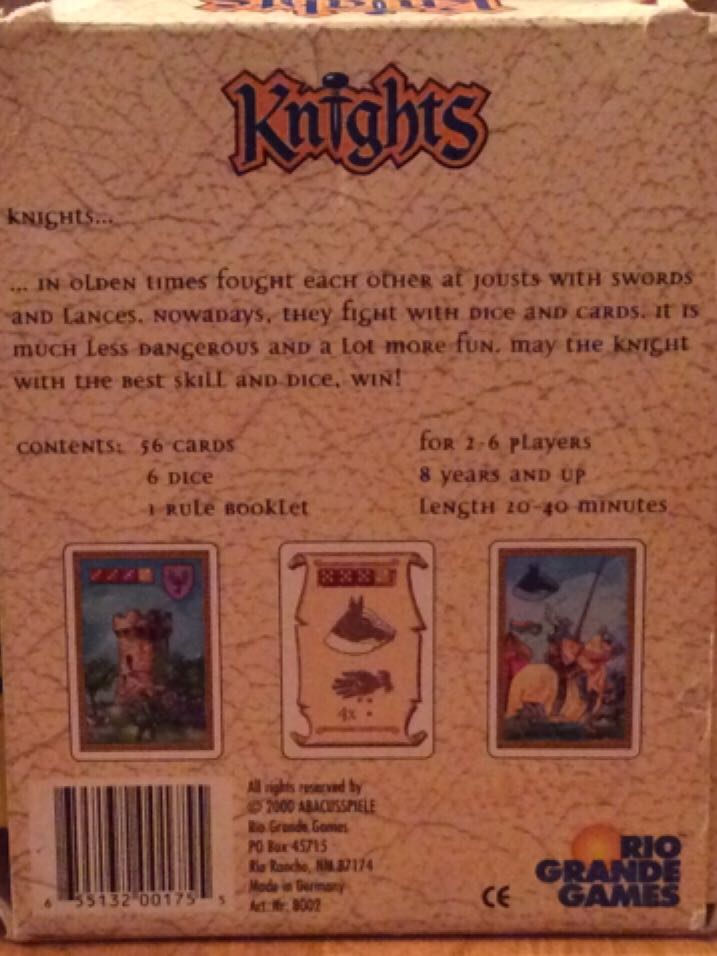 Knights
Knights
KNIGHTS...
... IN OLDEN TIMES FOUGHT EACH OTHER AT JOUSTS WITH SWORDS
AND LANCES. NOWADAYS, THEY FIGHT WITH DICE AND CARDS. IT IS
MUCH LESS DANGEROUS AND A LOT MORE FUN. MAY THE KNIGHT
WITH THE BEST SKILL AND DICE, WIN!
CONTENTS: 56 CARDS
6 DICE
1 RULE BOOKLET
FOR 2-6 PLAYERS
8 YEARS AND UP
LENGTH 20-40 MINUTES
4x
All rights reserved by
© 2000 ABACUSSPIELE
Rio Grande Games
PO Box 45715
Rio Rancho, NM 87174
Made in Germany
Art. Nr. 8002
6 55132 00175 5
CE
RIO
GRANDE
GAMES™